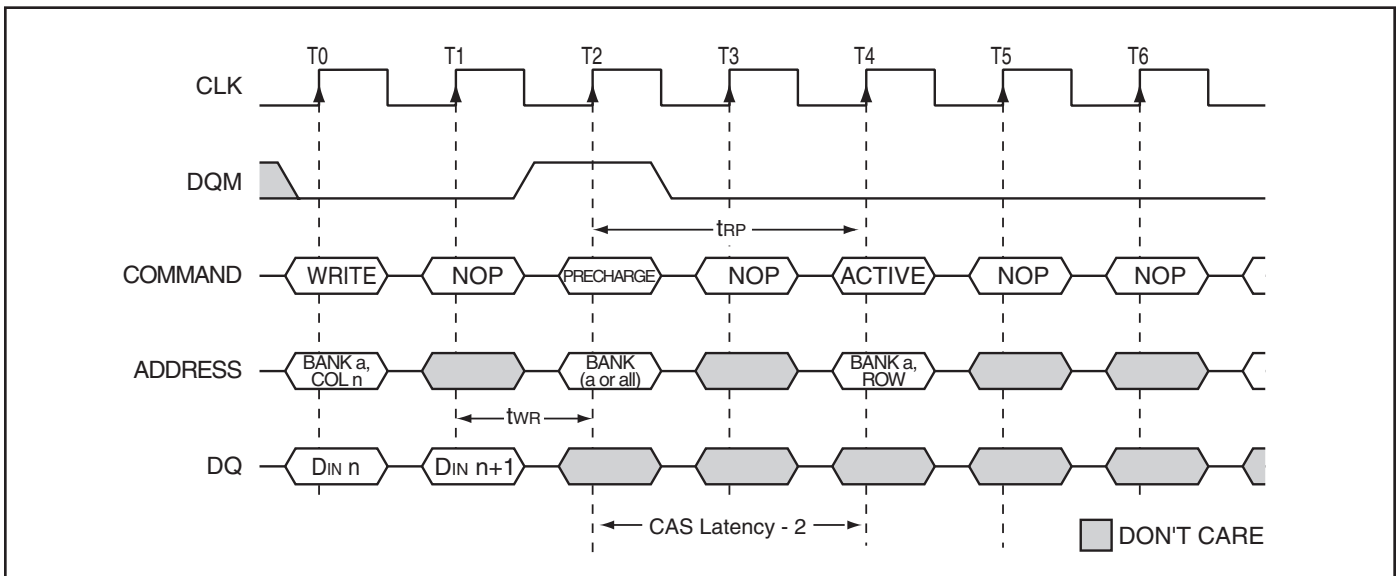 T0 T1 T2 T3 T4 T5 T6
CLK
DQM
tRP
COMMAND WRITE NOP PRECHARGE NOP ACTIVE NOP NOP
ADDRESS BANK a, COL n BANK (a or all) BANK a, ROW
tWR
DQ DIN n DIN n+1
CAS Latency - 2
DON'T CARE